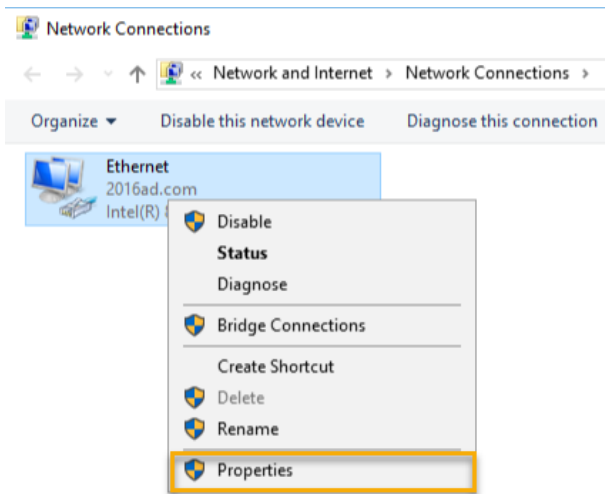 Network Connections
« Network and Internet > Network Connections >
Organize Disable this network device Diagnose this connection
Ethernet
2016ad.com
Intel(R)
Disable
Status
Diagnose
Bridge Connections
Create Shortcut
Delete
Rename
Properties